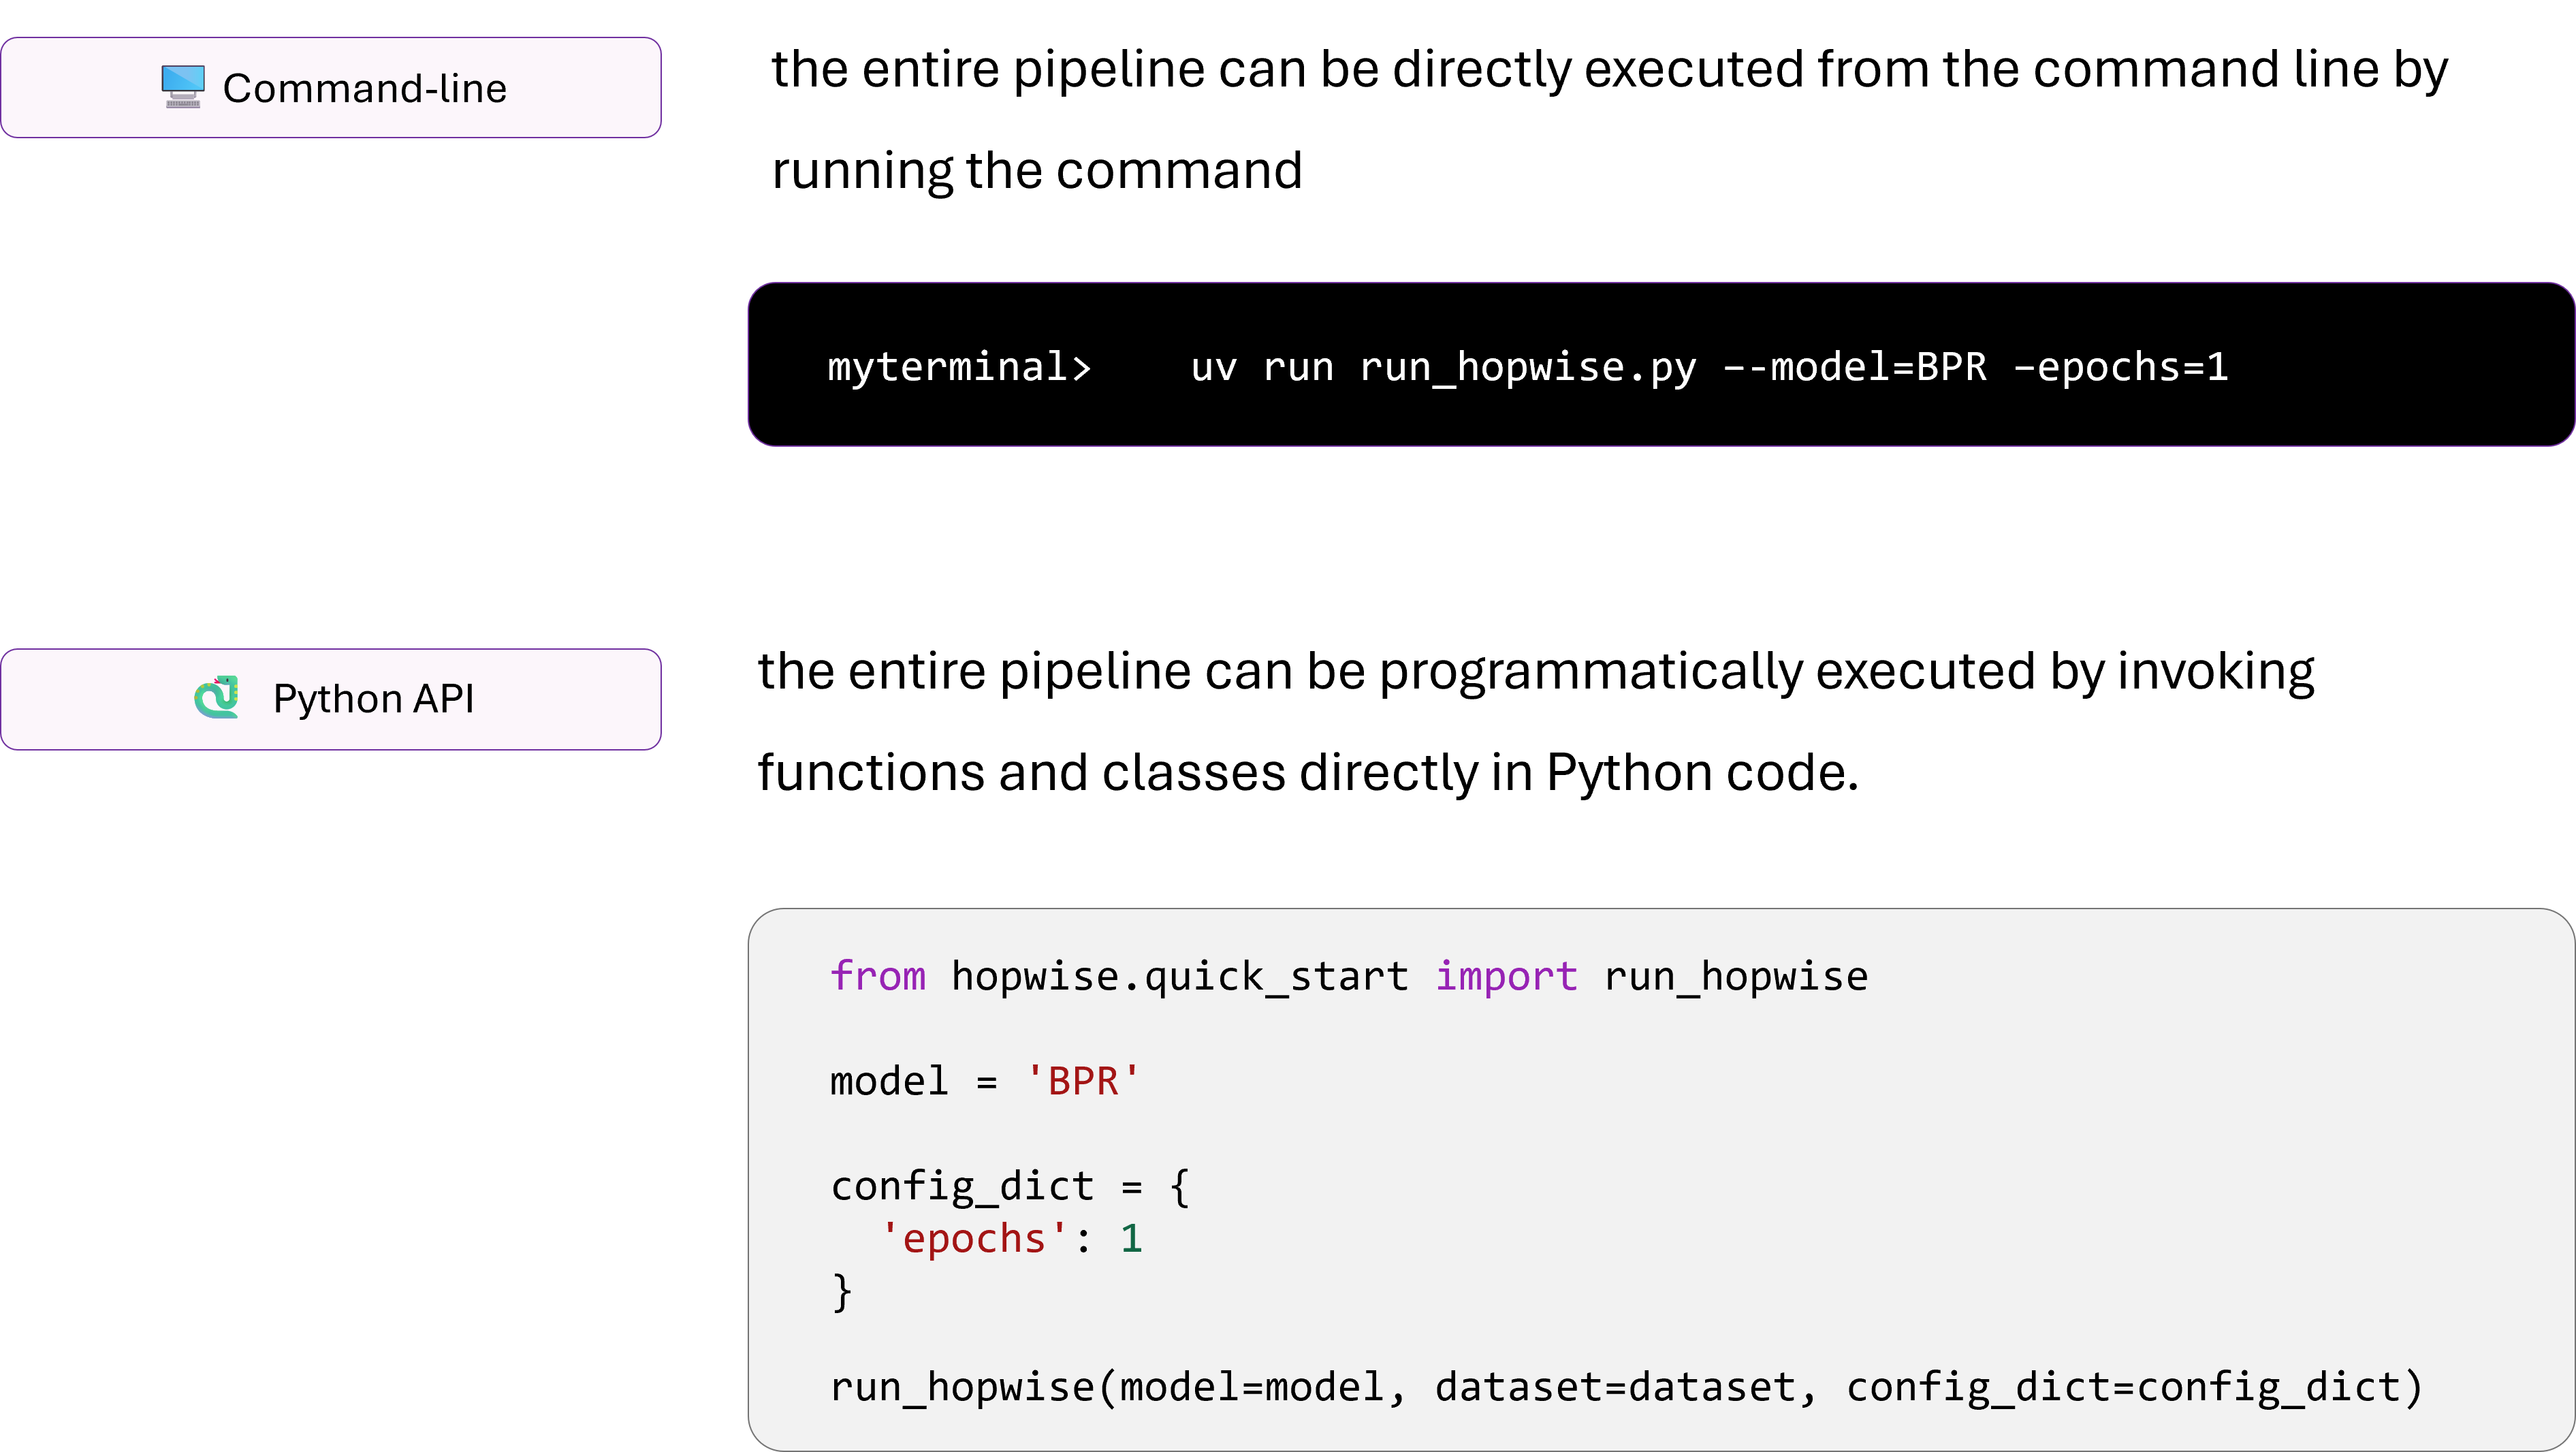 Command-line
the entire pipeline can be directly executed from the command line by
running the command
myterminal> uv run run_hopwise.py –-model=BPR –epochs=1
Python API
the entire pipeline can be programmatically executed by invoking
functions and classes directly in Python code.
from hopwise.quick_start import run_hopwise
model = 'BPR'
config_dict = {
'epochs': 1
}
run_hopwise(model=model, dataset=dataset, config_dict=config_dict)